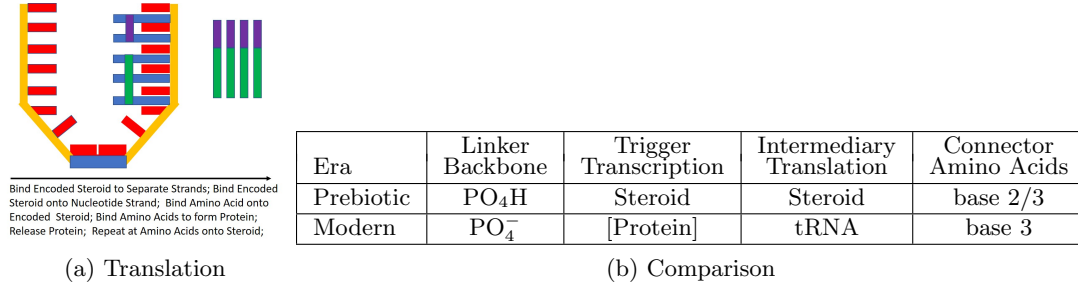 Bind Encoded Steroid to Separate Strands; Bind Encoded
Steroid onto Nucleotide Strand; Bind Amino Acid onto
Encoded Steroid; Bind Amino Acids to form Protein;
Release Protein; Repeat at Amino Acids onto Steroid;
(a) Translation
Era Linker Backbone Trigger Transcription Intermediary Translation Connector Amino Acids
Prebiotic PO₄H Steroid Steroid base 2/3
Modern PO₄⁻ [Protein] tRNA base 3
(b) Comparison